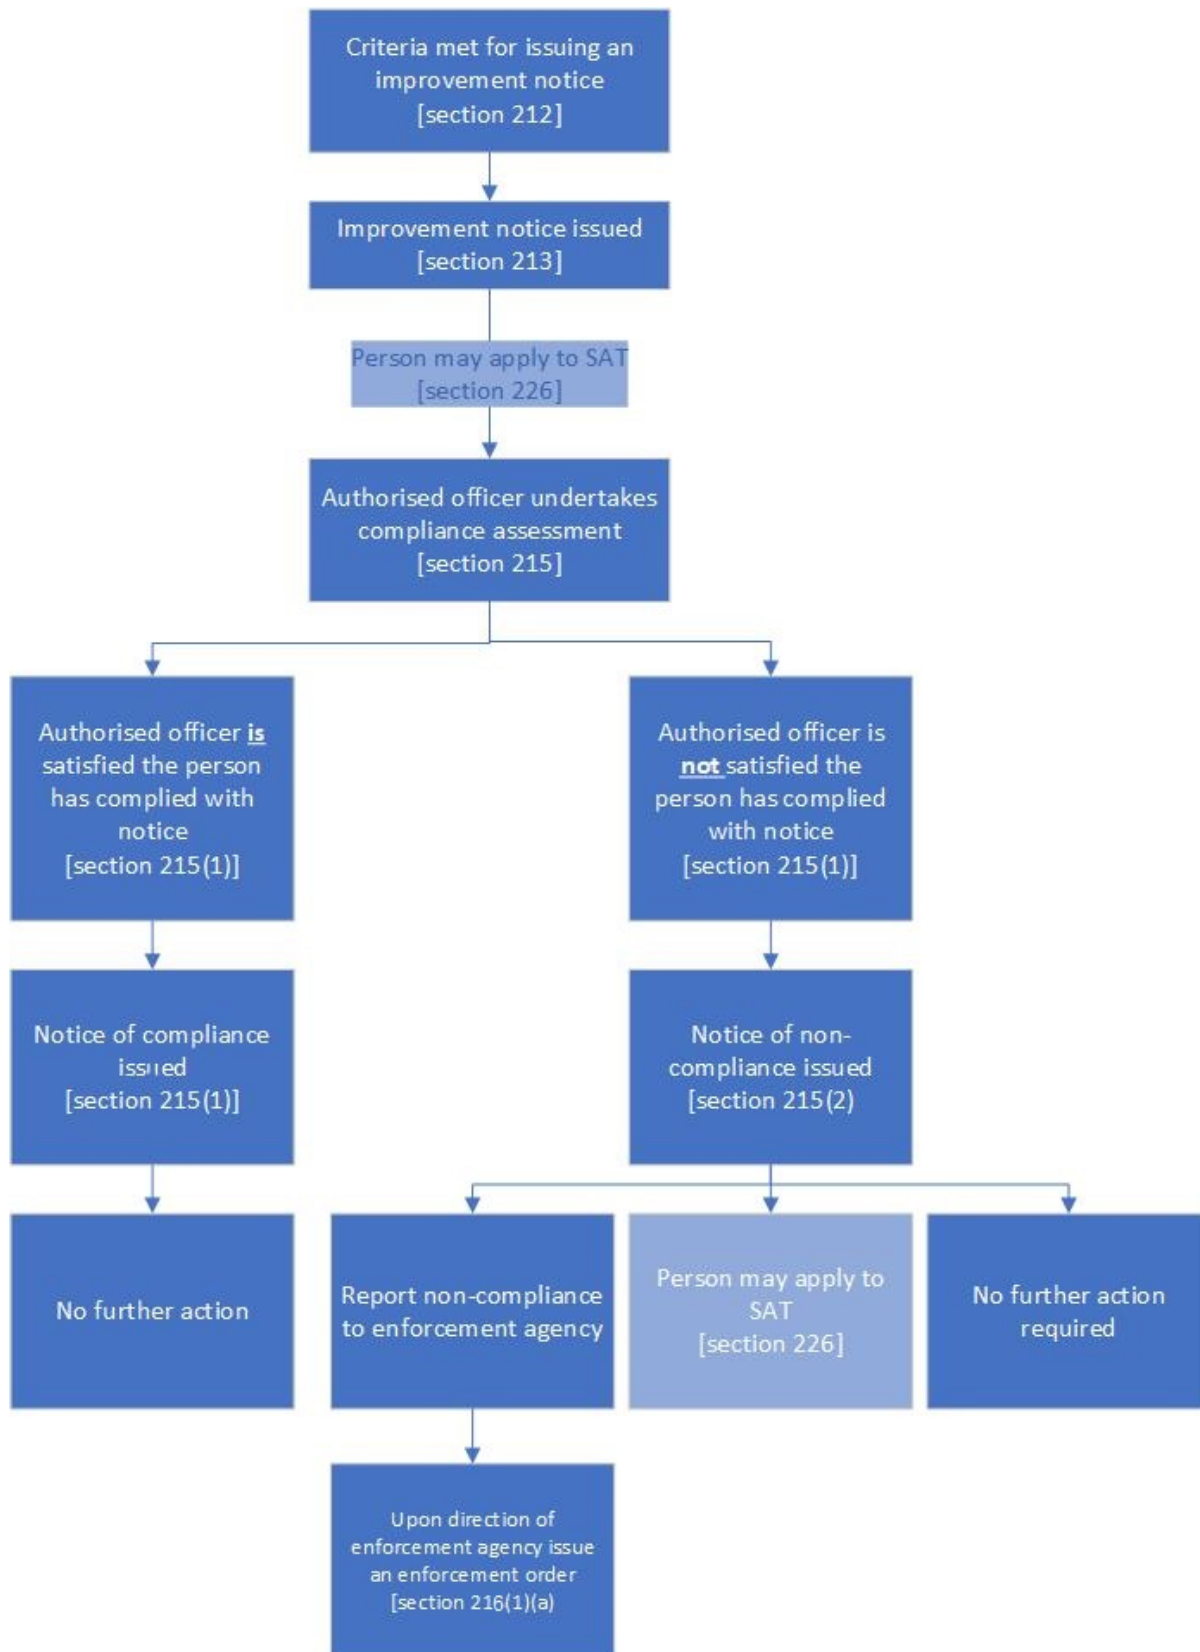 Criteria met for issuing an
improvement notice
[section 212]
Improvement notice issued
[section 213]
Person may apply to SAT
[section 226]
Authorised officer undertakes
compliance assessment
[section 215]
Authorised officer is
satisfied the person
has complied with
notice
[section 215(1)]
Authorised officer is
not satisfied the
person has complied
with notice
[section 215(1)]
Notice of compliance
issued
[section 215(1)]
Notice of non-
compliance issued
[section 215(2)
No further action
Report non-compliance
to enforcement agency
Person may apply to
SAT
[section 226]
No further action
required
Upon direction of
enforcement agency issue
an enforcement order
[section 216(1)(a)